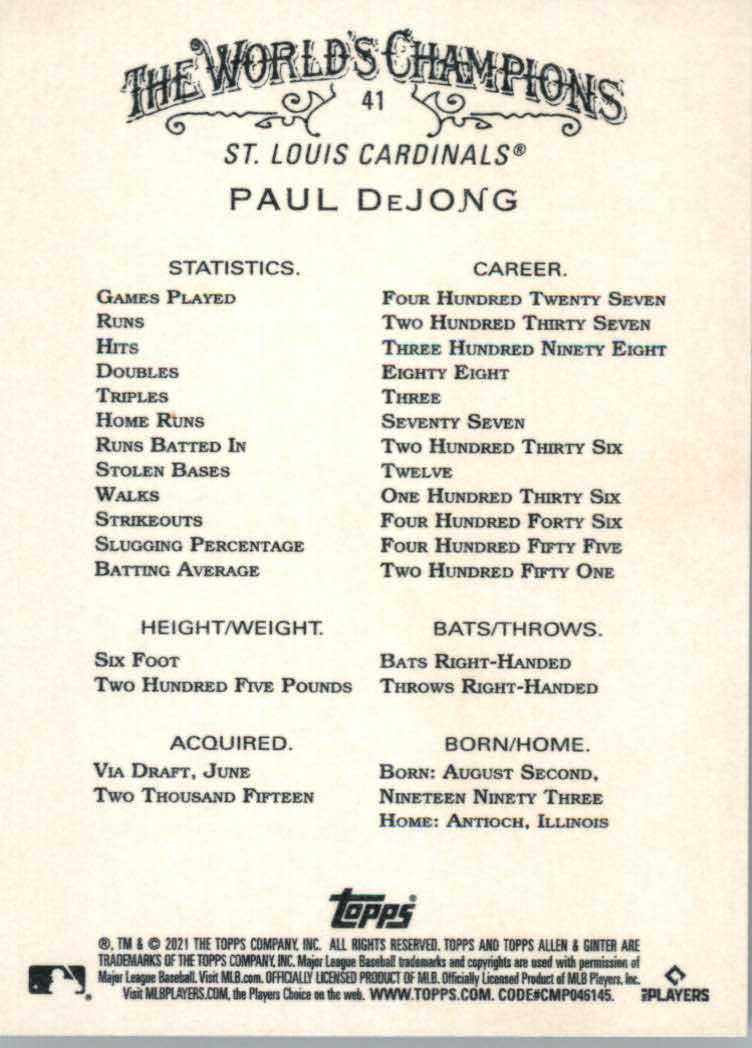 THE WORLD'S CHAMPIONS
41
ST. LOUIS CARDINALS®
PAUL DeJONG
STATISTICS. CAREER.
GAMES PLAYED FOUR HUNDRED TWENTY SEVEN
RUNS TWO HUNDRED THIRTY SEVEN
HITS THREE HUNDRED NINETY EIGHT
DOUBLES EIGHTY EIGHT
TRIPLES THREE
HOME RUNS SEVENTY SEVEN
RUNS BATTED IN TWO HUNDRED THIRTY SIX
STOLEN BASES TWELVE
WALKS ONE HUNDRED THIRTY SIX
STRIKEOUTS FOUR HUNDRED FORTY SIX
SLUGGING PERCENTAGE FOUR HUNDRED FIFTY FIVE
BATTING AVERAGE TWO HUNDRED FIFTY ONE
HEIGHT/WEIGHT. BATS/THROWS.
SIX FOOT BATS RIGHT-HANDED
TWO HUNDRED FIVE POUNDS THROWS RIGHT-HANDED
ACQUIRED. BORN/HOME.
VIA DRAFT, JUNE BORN: AUGUST SECOND,
TWO THOUSAND FIFTEEN NINETEEN NINETY THREE
HOME: ANTIOCH, ILLINOIS
topps®
®, TM & © 2021 THE TOPPS COMPANY, INC. ALL RIGHTS RESERVED. TOPPS AND TOPPS ALLEN & GINTER ARE
TRADEMARKS OF THE TOPPS COMPANY, INC. Major League Baseball trademarks and copyrights are used with permission of
Major League Baseball. Visit MLB.com. OFFICIALLY LICENSED PRODUCT OF MLB. Officially Licensed Product of MLB Players, Inc.
Visit MLBPLAYERS.COM, the Players Choice on the web. WWW.TOPPS.COM. CODE#CMP046145.
PLAYERS